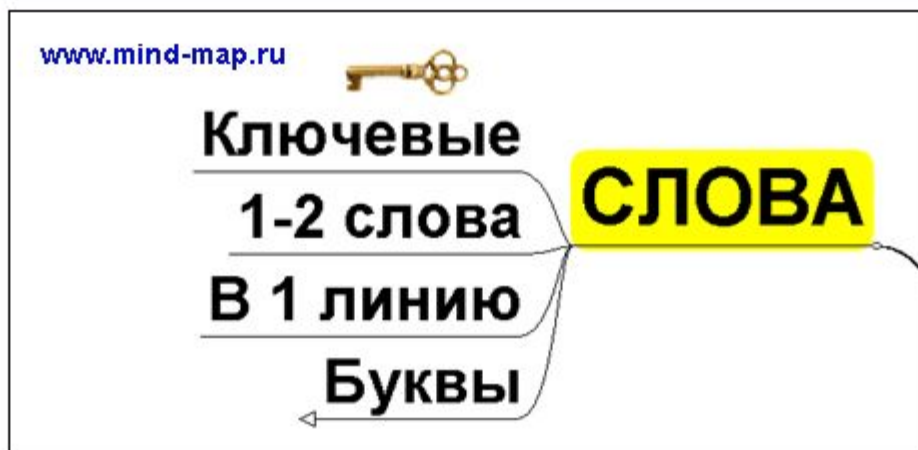 www.mind-map.ru
Ключевые
1-2 слова
В 1 линию
Буквы
СЛОВА